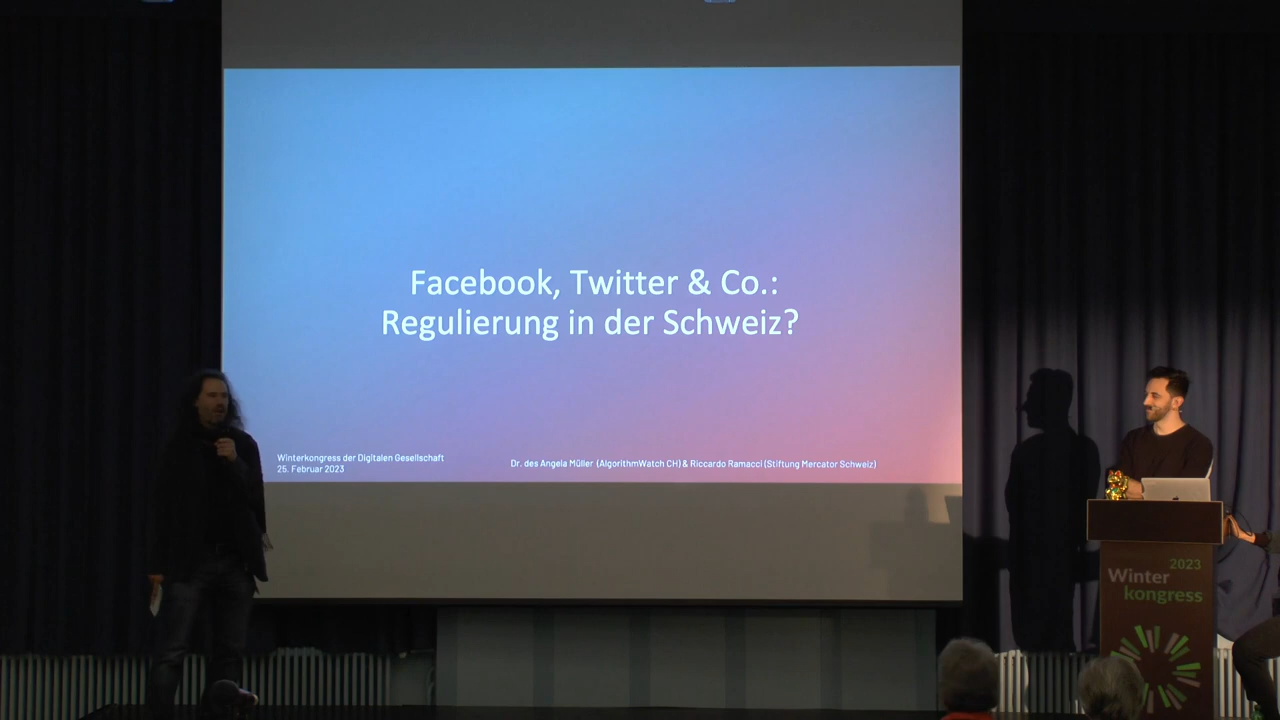 Facebook, Twitter & Co.:
Regulierung in der Schweiz?
Winterkongress der Digitalen Gesellschaft
25. Februar 2023
Dr. des Angela Müller (AlgorithmWatch CH) & Riccardo Ramacci (Stiftung Mercator Schweiz)
2023
Winter
kongress